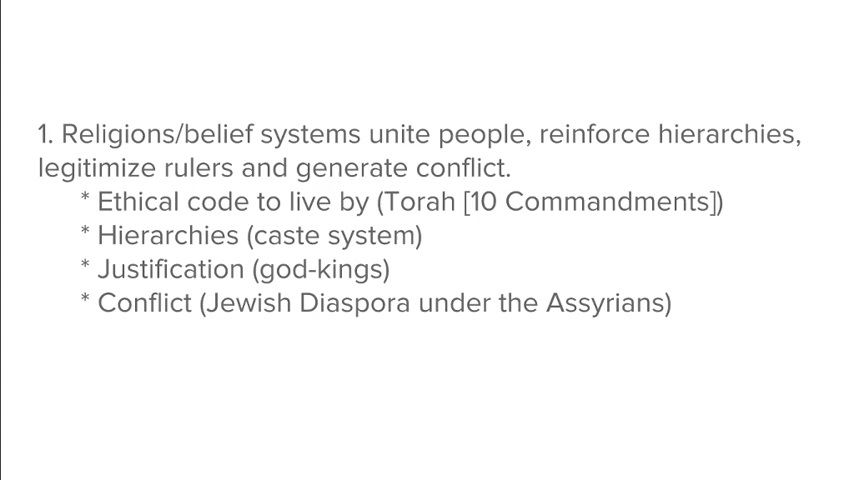 1. Religions/belief systems unite people, reinforce hierarchies,
legitimize rulers and generate conflict.
* Ethical code to live by (Torah [10 Commandments])
* Hierarchies (caste system)
* Justification (god-kings)
* Conflict (Jewish Diaspora under the Assyrians)